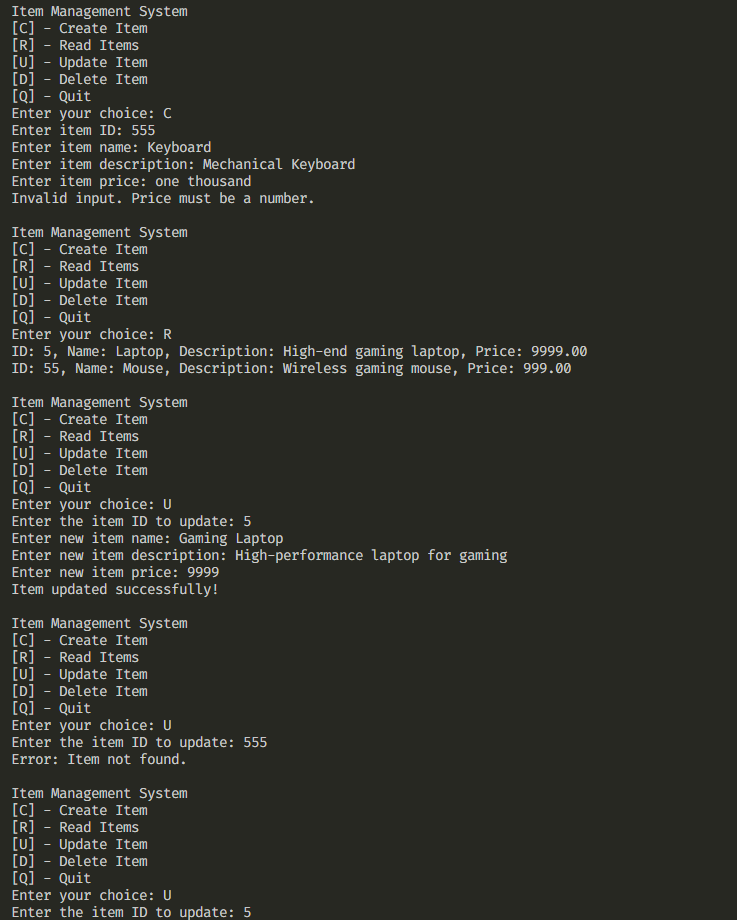 Item Management System
[C] - Create Item
[R] - Read Items
[U] - Update Item
[D] - Delete Item
[Q] - Quit
Enter your choice: C
Enter item ID: 555
Enter item name: Keyboard
Enter item description: Mechanical Keyboard
Enter item price: one thousand
Invalid input. Price must be a number.

Item Management System
[C] - Create Item
[R] - Read Items
[U] - Update Item
[D] - Delete Item
[Q] - Quit
Enter your choice: R
ID: 5, Name: Laptop, Description: High-end gaming laptop, Price: 9999.00
ID: 55, Name: Mouse, Description: Wireless gaming mouse, Price: 999.00

Item Management System
[C] - Create Item
[R] - Read Items
[U] - Update Item
[D] - Delete Item
[Q] - Quit
Enter your choice: U
Enter the item ID to update: 5
Enter new item name: Gaming Laptop
Enter new item description: High-performance laptop for gaming
Enter new item price: 9999
Item updated successfully!

Item Management System
[C] - Create Item
[R] - Read Items
[U] - Update Item
[D] - Delete Item
[Q] - Quit
Enter your choice: U
Enter the item ID to update: 555
Error: Item not found.

Item Management System
[C] - Create Item
[R] - Read Items
[U] - Update Item
[D] - Delete Item
[Q] - Quit
Enter your choice: U
Enter the item ID to update: 5